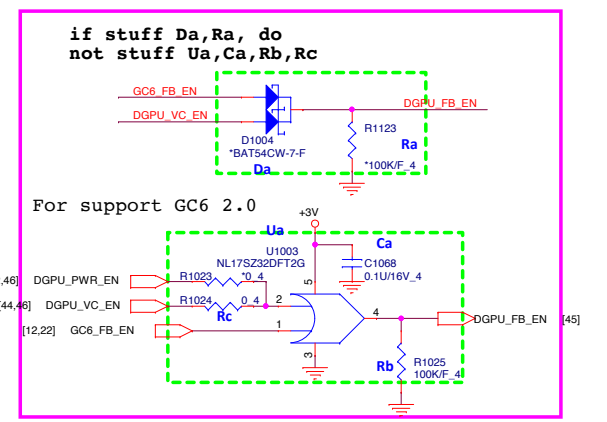 if stuff Da,Ra, do
not stuff Ua,Ca,Rb,Rc
GC6_FB_EN
DGPU_VC_EN
DGPU_FB_EN
D1004
*BAT54CW-7-F
Da
R1123
Ra
*100K/F_4
For support GC6 2.0
+3V
Ua
U1003
NL17SZ32DFT2G
Ca
C1068
0.1U/16V_4
,46] DGPU_PWR_EN
R1023 *0_4
[44,46] DGPU_VC_EN
R1024 0_4
Rc
[12,22] GC6_FB_EN
5
2
1
3
4
DGPU_FB_EN [45]
Rb
R1025
100K/F_4